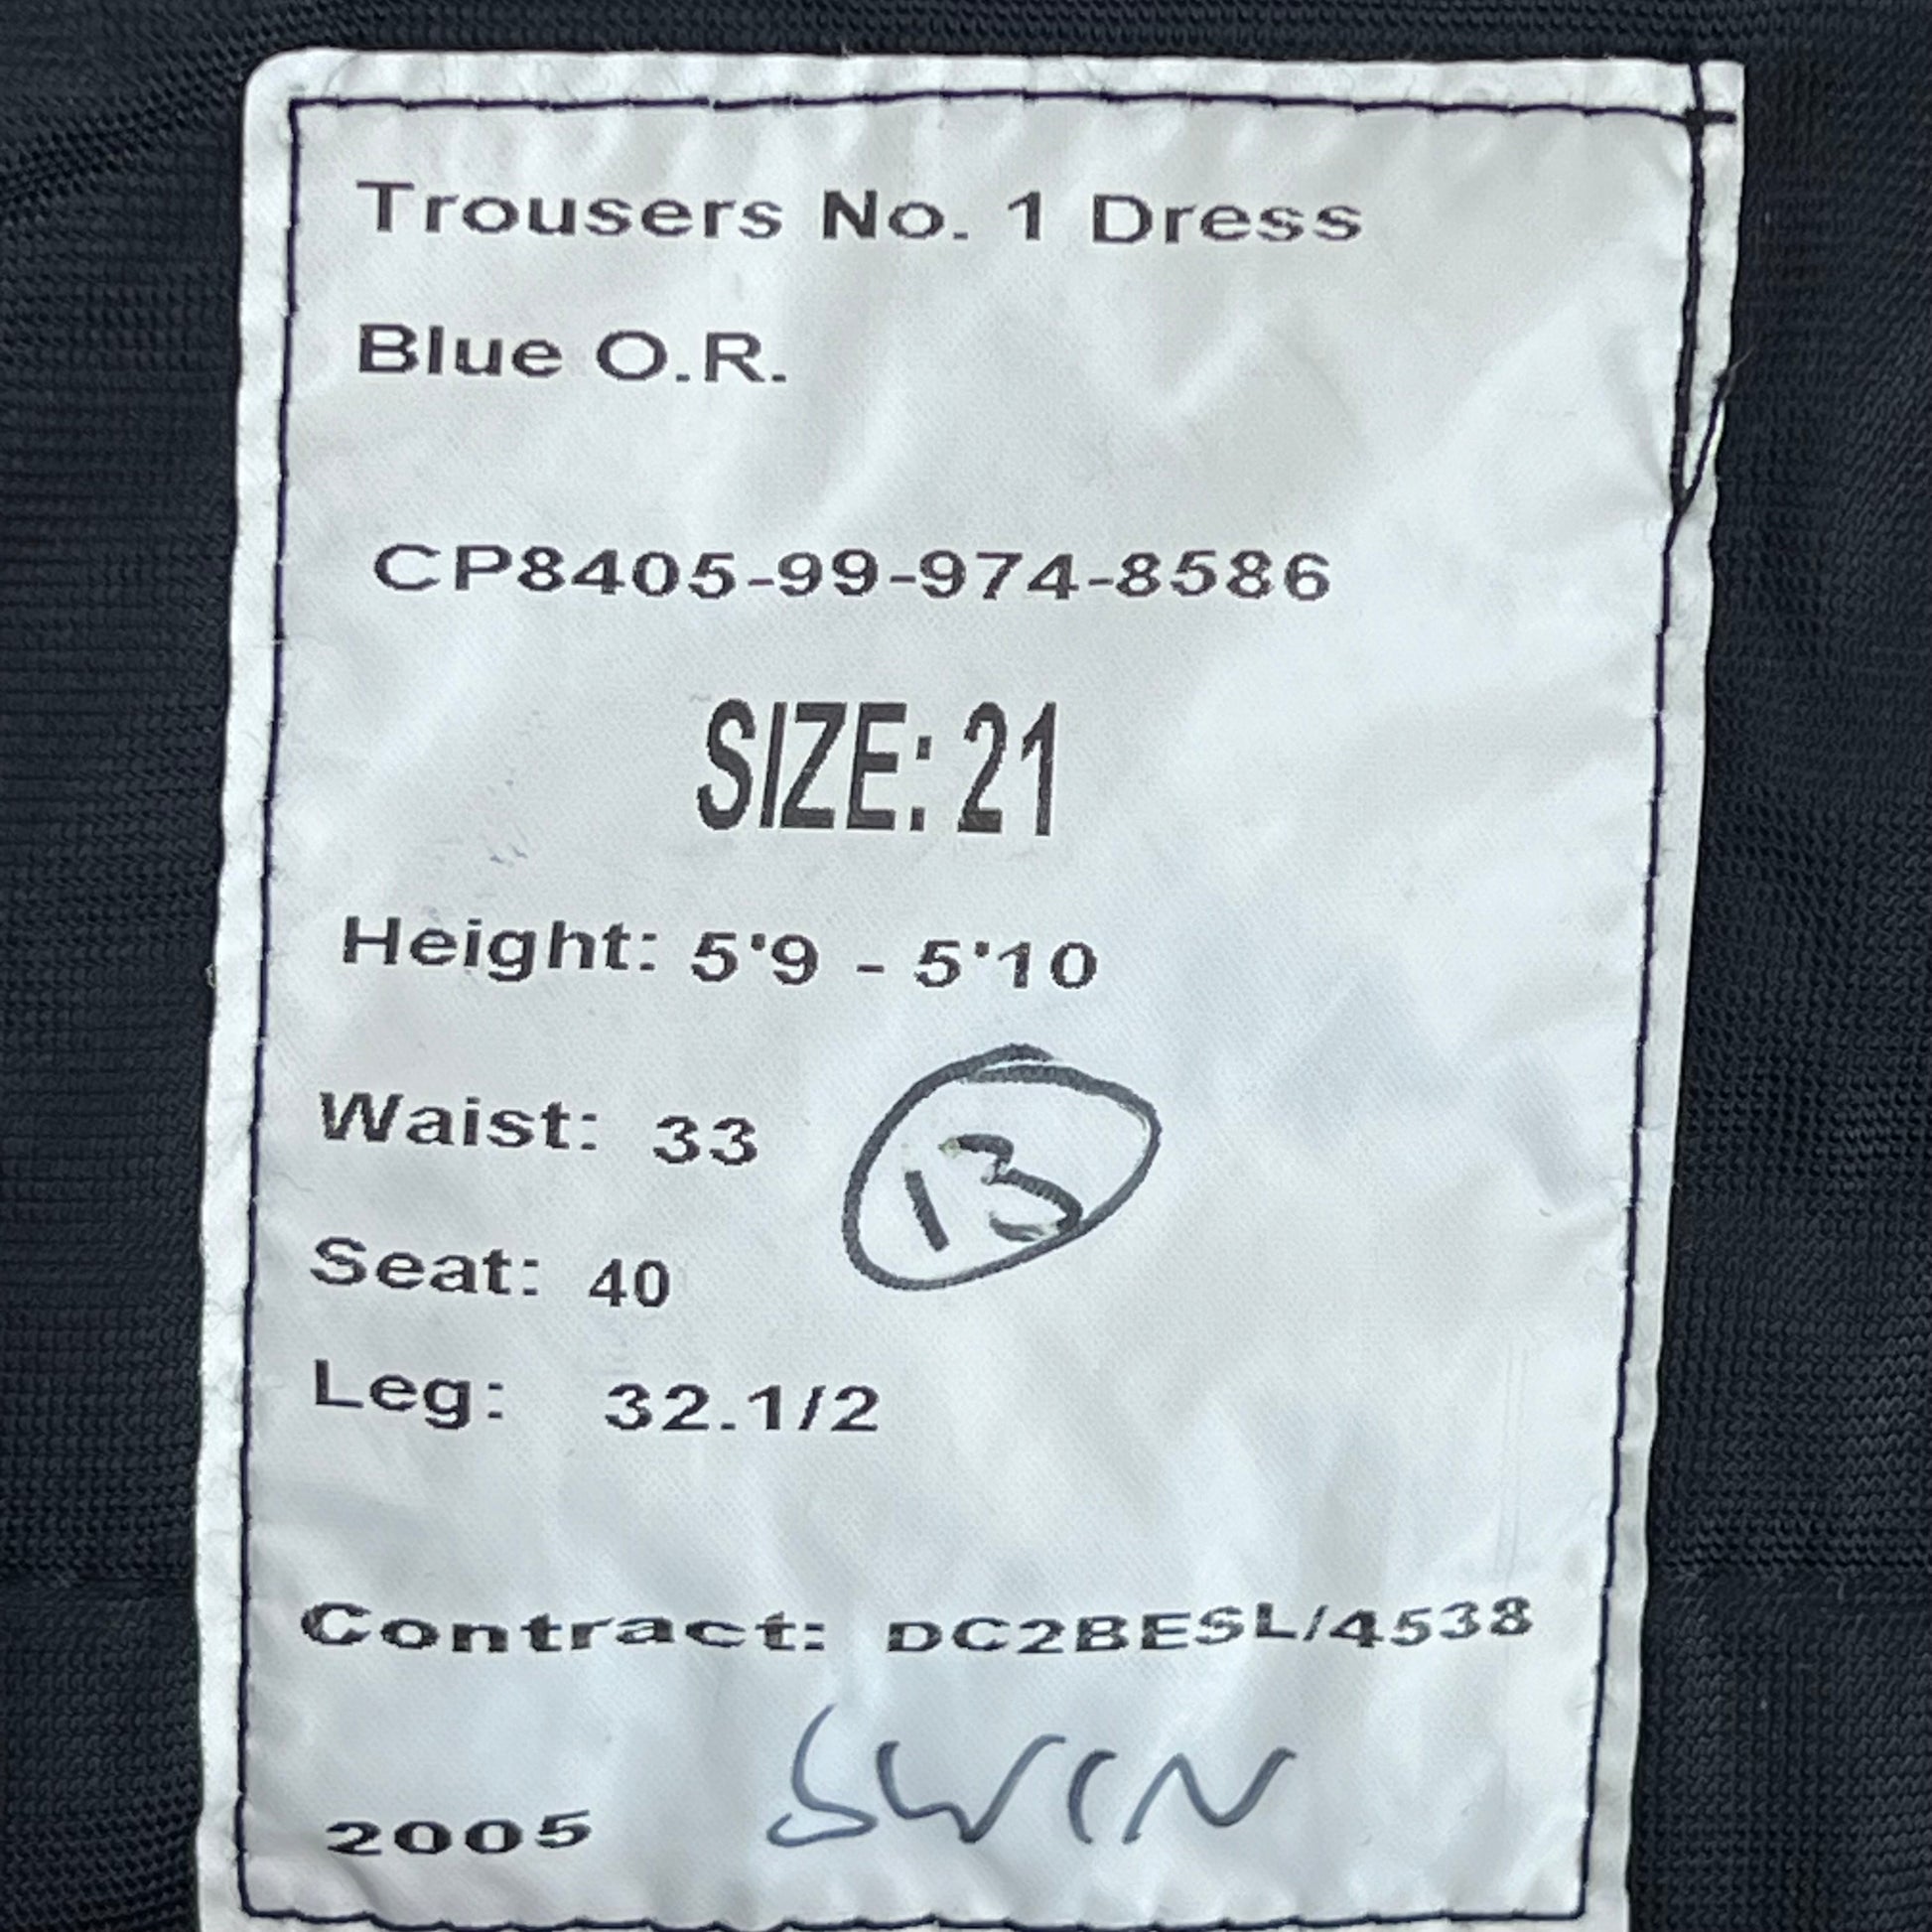 Trousers No. 1 Dress
Blue O.R.
CP8405-99-974-8586
SIZE: 21
Height: 5'9 - 5'10
Waist: 33
13
Seat: 40
Leg: 32.1/2
Contract: DC2BESL/4538
2005 SWIN